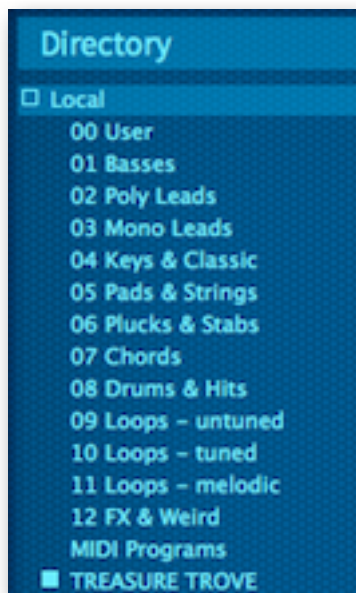 Directory
Local
00 User
01 Basses
02 Poly Leads
03 Mono Leads
04 Keys & Classic
05 Pads & Strings
06 Plucks & Stabs
07 Chords
08 Drums & Hits
09 Loops – untuned
10 Loops – tuned
11 Loops – melodic
12 FX & Weird
MIDI Programs
TREASURE TROVE